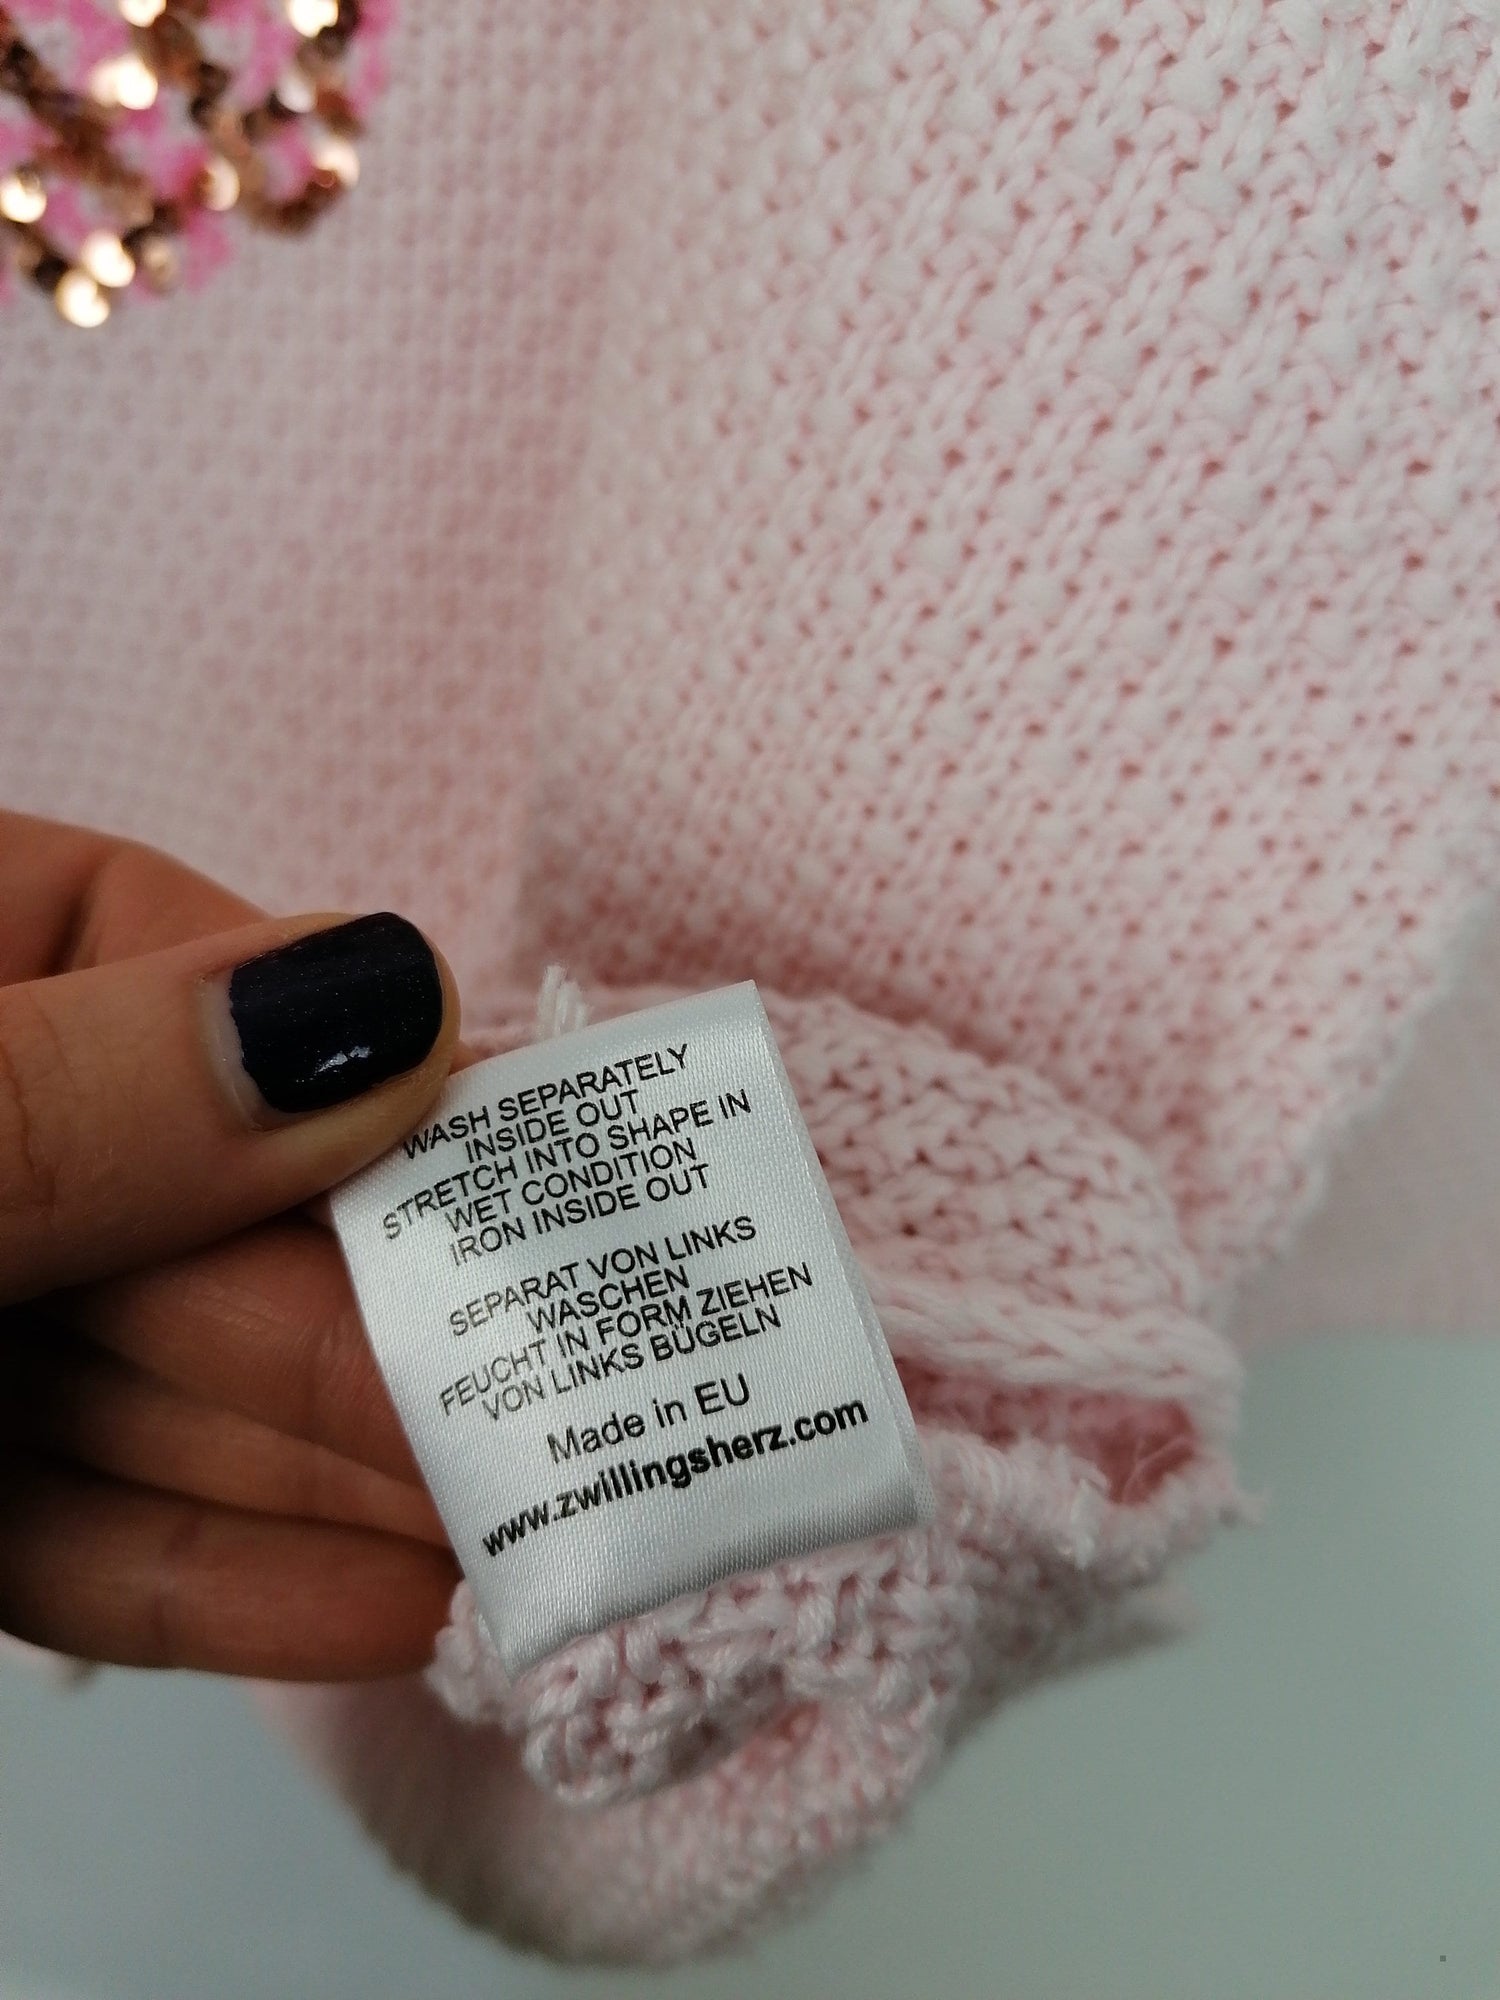 WASH SEPARATELY
INSIDE OUT
STRETCH INTO SHAPE IN
WET CONDITION
IRON INSIDE OUT
SEPARAT VON LINKS
WASCHEN
FEUCHT IN FORM ZIEHEN
VON LINKS BÜGELN
Made in EU
www.zwillingsherz.com